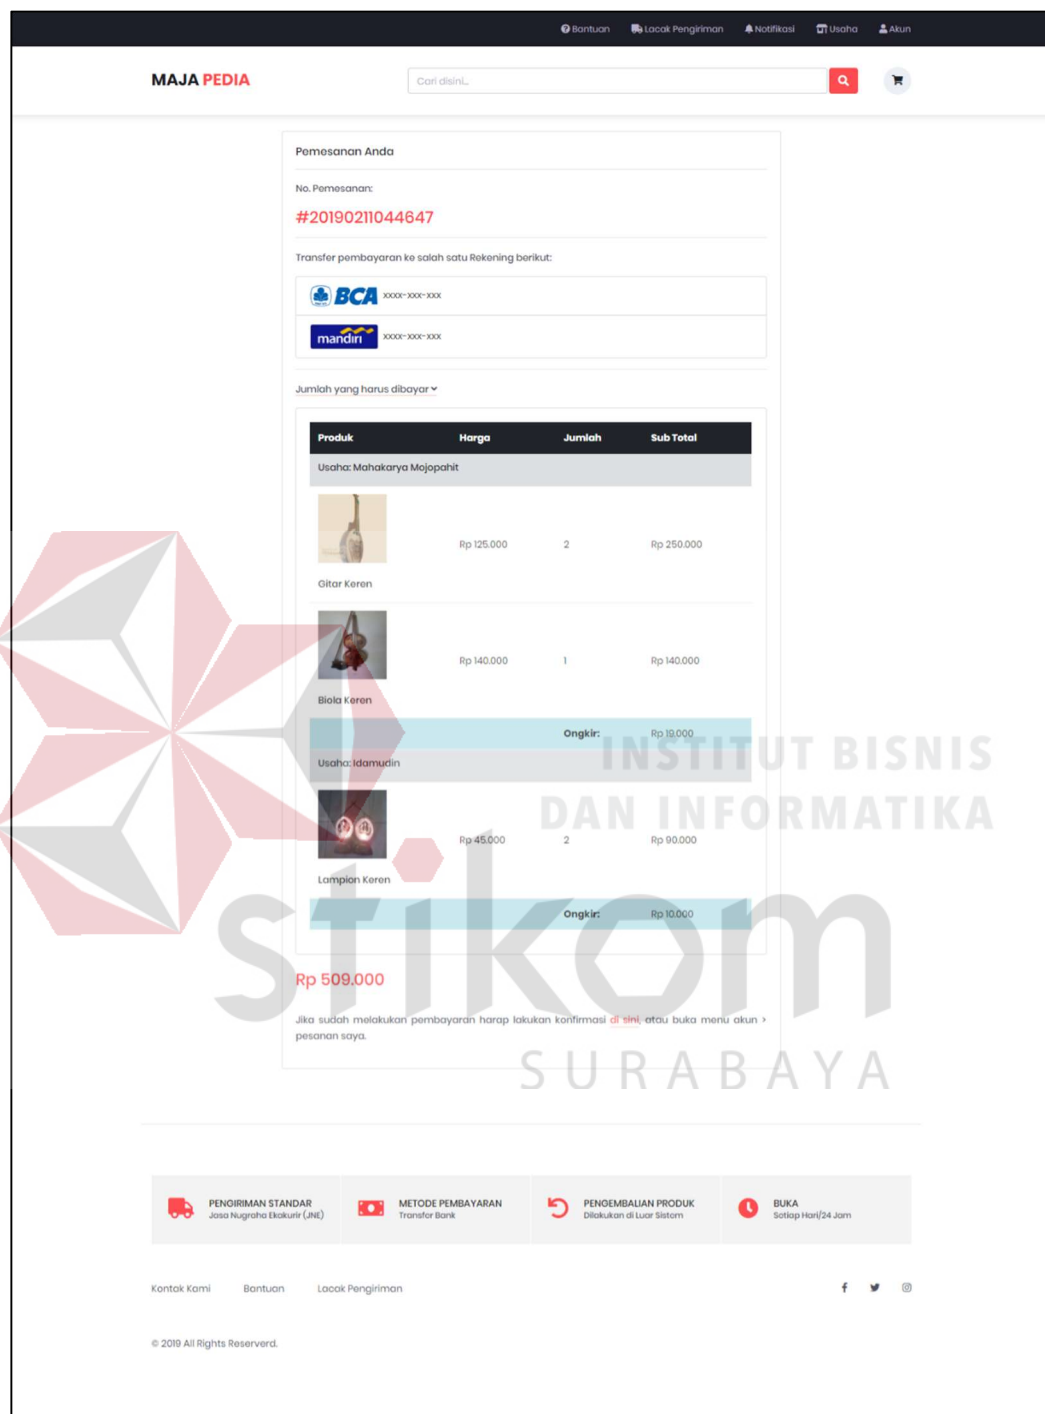 Bantuan Lacak Pengiriman Notifikasi Usaha Akun
MAJA PEDIA Cari disini...
Pemesanan Anda
No. Pemesanan:
#20190211044647
Transfer pembayaran ke salah satu Rekening berikut:
BCA xxxx-xxx-xxx
mandiri xxxx-xxx-xxx
Jumlah yang harus dibayar
Produk Harga Jumlah Sub Total
Usaha: Mahakarya Mojopahit
Rp 125.000 2 Rp 250.000
Gitar Keren
Rp 140.000 1 Rp 140.000
Biola Keren
Ongkir: Rp 19.000
Usaha: Idamudin
Rp 45.000 2 Rp 90.000
Lampion Keren
Ongkir: Rp 10.000
Rp 509.000
Jika sudah melakukan pembayaran harap lakukan konfirmasi di sini, atau buka menu akun >
pesanan saya.
INSTITUT BISNIS
DAN INFORMATIKA
stikom
SURABAYA
PENGIRIMAN STANDAR
Jasa Nugraha Ekakurir (JNE)
METODE PEMBAYARAN
Transfer Bank
PENGEMBALIAN PRODUK
Dilakukan di Luar Sistem
BUKA
Setiap Hari/24 Jam
Kontak Kami Bantuan Lacak Pengiriman
© 2019 All Rights Reserverd.